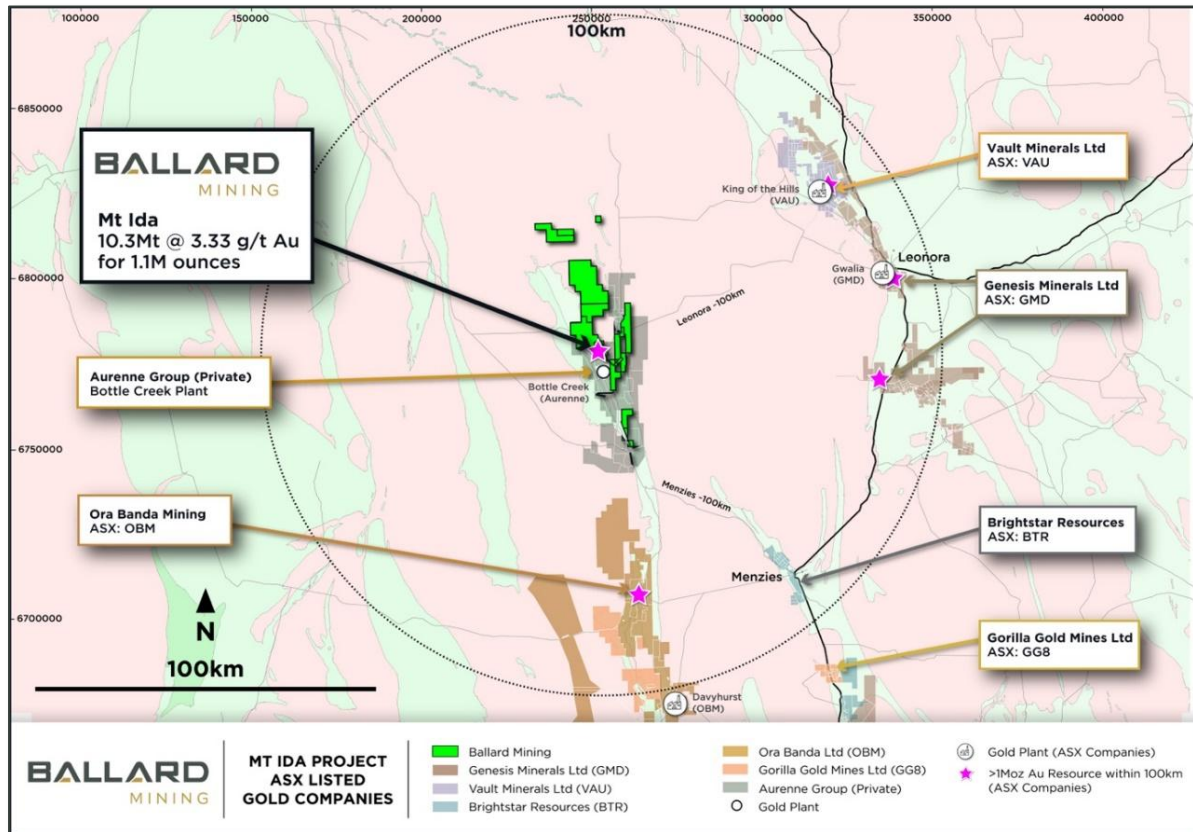 100000
150000
200000
250000
300000
350000
400000
100km
6850000
6800000
6750000
6700000
BALLARD
MINING
Mt Ida
10.3Mt @ 3.33 g/t Au
for 1.1M ounces
Vault Minerals Ltd
ASX: VAU
King of the Hills
(VAU)
Leonora
Gwalia
(GMD)
Genesis Minerals Ltd
ASX: GMD
Leonora ~100km
Aurenne Group (Private)
Bottle Creek Plant
Bottle Creek
(Aurenne)
Menzies ~100km
Ora Banda Mining
ASX: OBM
Brightstar Resources
ASX: BTR
Menzies
N
100km
Gorilla Gold Mines Ltd
ASX: GG8
Davyhurst
(OBM)
BALLARD
MINING
MT IDA PROJECT
ASX LISTED
GOLD COMPANIES
Ballard Mining
Genesis Minerals Ltd (GMD)
Vault Minerals Ltd (VAU)
Brightstar Resources (BTR)
Ora Banda Ltd (OBM)
Gorilla Gold Mines Ltd (GG8)
Aurenne Group (Private)
Gold Plant
Gold Plant (ASX Companies)
>1Moz Au Resource within 100km
(ASX Companies)